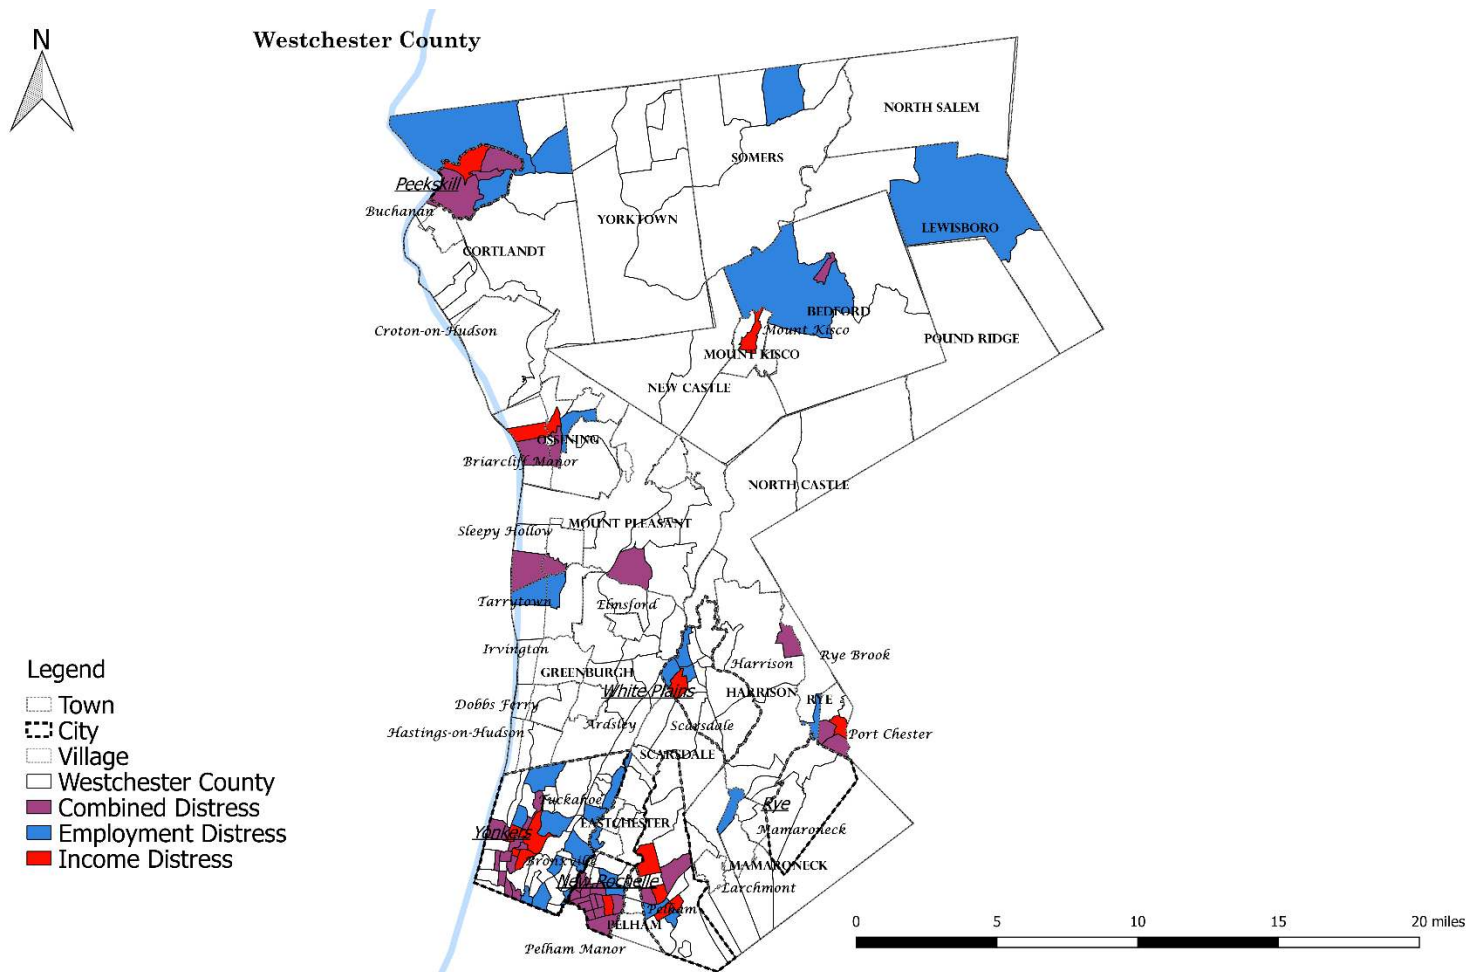 N
Westchester County
NORTH SALEM
SOMERS
Peekskill
Buchanan
YORKTOWN
LEWISBORO
CORTLANDT
BEDFORD
Croton-on-Hudson
Mount Kisco
POUND RIDGE
MOUNT KISCO
NEW CASTLE
OSSINING
Briarcliff Manor
NORTH CASTLE
Sleepy Hollow
MOUNT PLEASANT
Tarrytown
Elmsford
Irvington
Harrison
Rye Brook
GREENBURGH
White Plains
HARRISON
RYE
Dobbs Ferry
Hastings-on-Hudson
Ardsley
Scarsdale
Port Chester
SCARSDALE
Tuckahoe
Rye
EASTCHESTER
Yonkers
Mamaroneck
Bronxville
MAMARONECK
New Rochelle
Larchmont
Pelham
PELHAM
Pelham Manor
Legend
Town
City
Village
Westchester County
Combined Distress
Employment Distress
Income Distress
0 5 10 15 20 miles